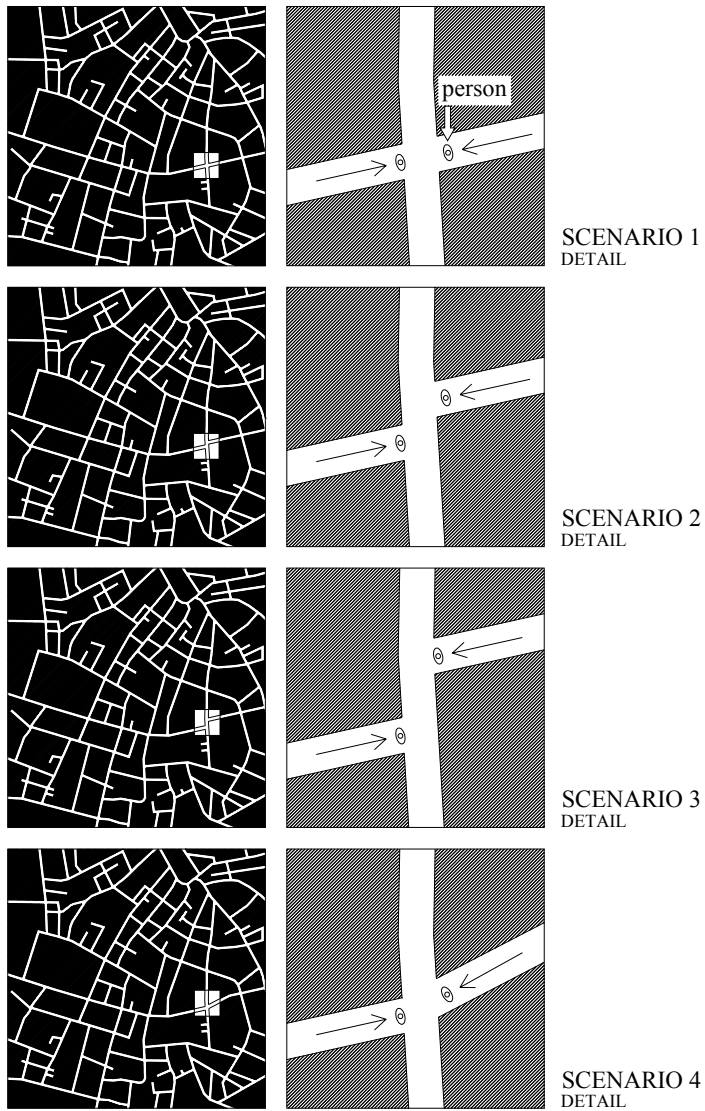 person
SCENARIO 1
DETAIL
SCENARIO 2
DETAIL
SCENARIO 3
DETAIL
SCENARIO 4
DETAIL